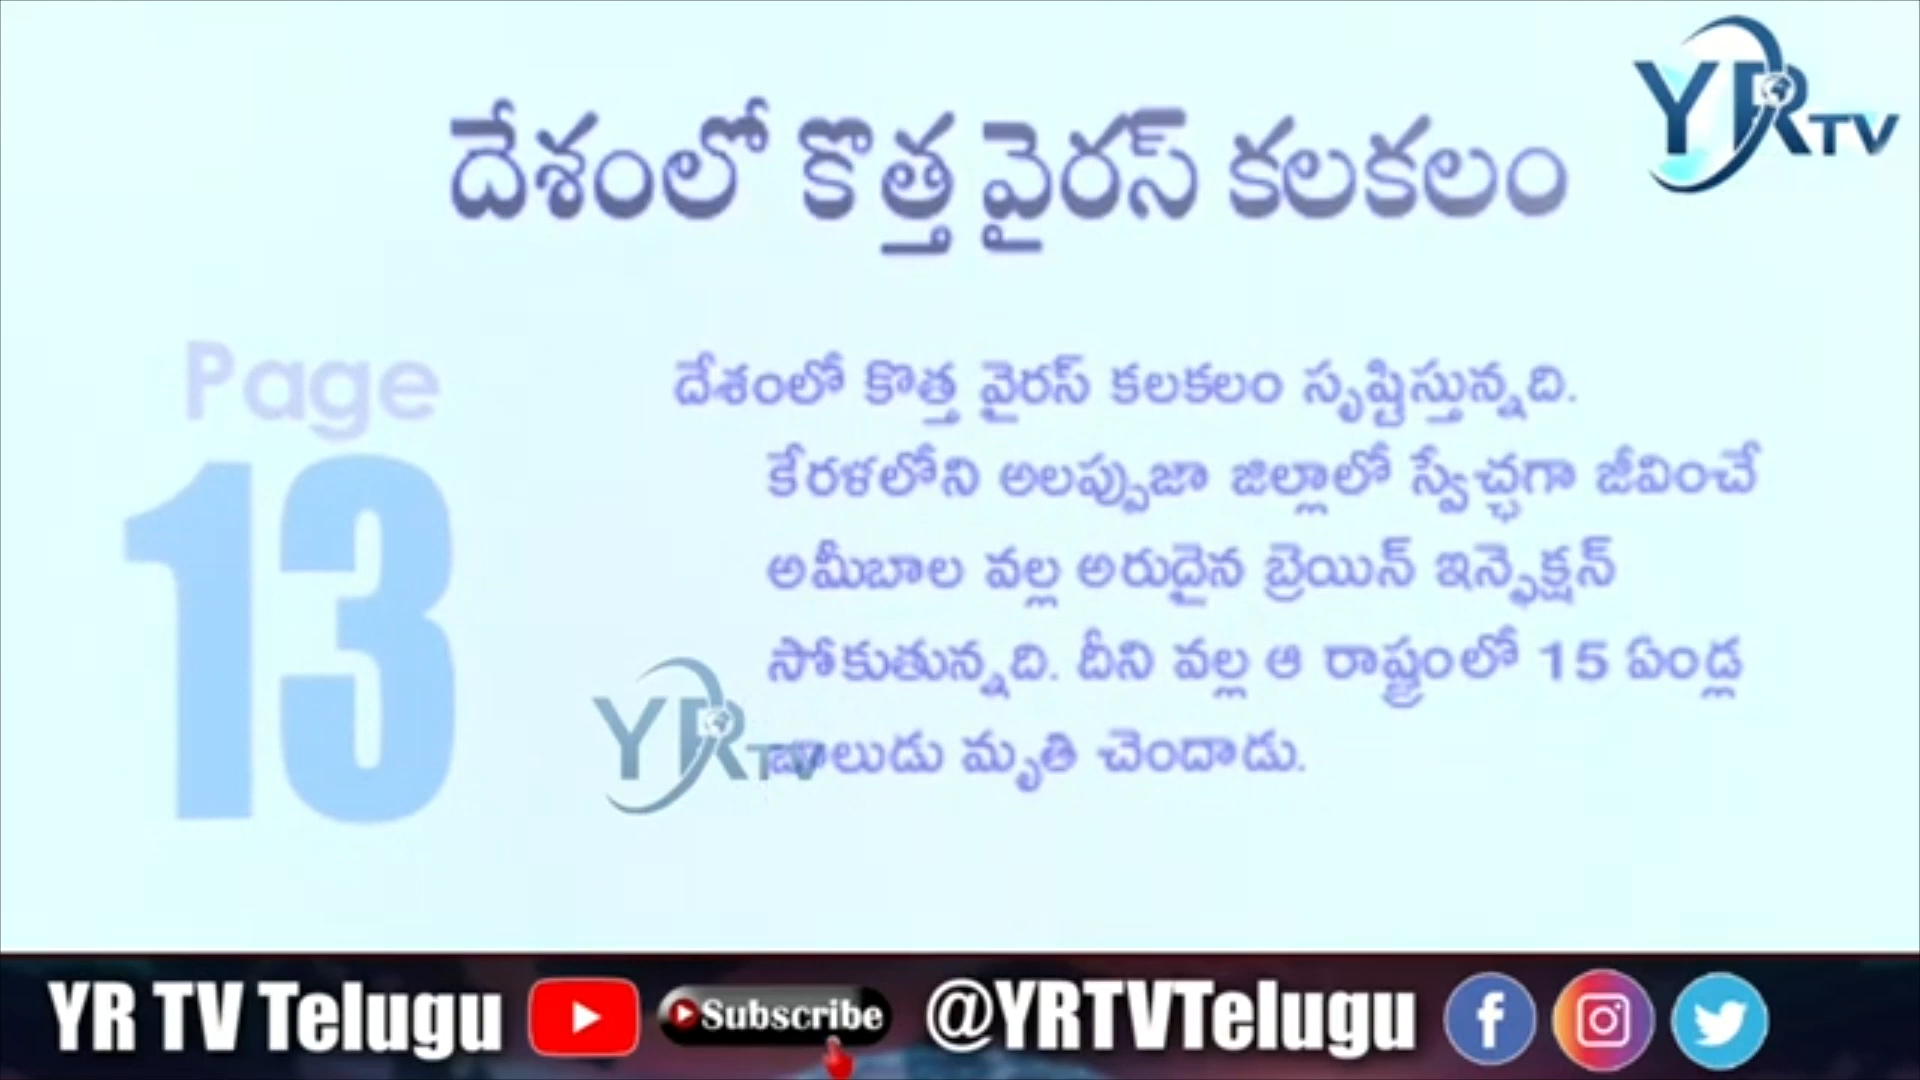 YRTV
దేశంలో కొత్త వైరస్ కలకలం
Page
13
దేశంలో కొత్త వైరస్ కలకలం సృష్టిస్తున్నది.
కేరళలోని అలప్పుజా జిల్లాలో స్వేచ్ఛగా జీవించే
అమీబాల వల్ల అరుదైన బ్రెయిన్ ఇన్ఫెక్షన్
సోకుతున్నది. దీని వల్ల ఆ రాష్ట్రంలో 15 ఏండ్ల
బాలుడు మృతి చెందాడు.
YRTV
YR TV Telugu Subscribe @YRTVTelugu